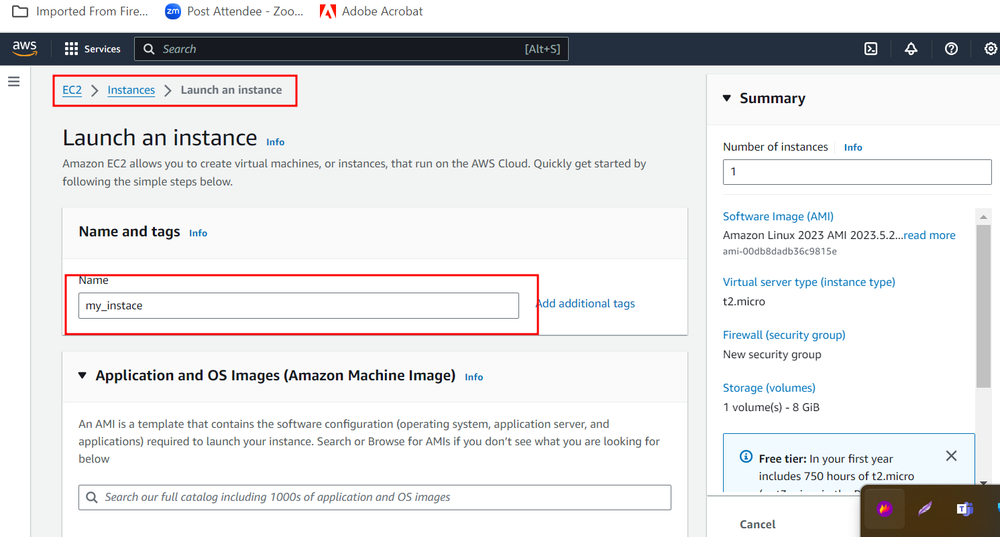 Imported From Fire... Post Attendee - Zoo... Adobe Acrobat
zm
aws Services Search [Alt+S]
EC2 Instances Launch an instance
Launch an instance Info
Amazon EC2 allows you to create virtual machines, or instances, that run on the AWS Cloud. Quickly get started by
following the simple steps below.
Name and tags Info
Name
my_instace
Add additional tags
Application and OS Images (Amazon Machine Image) Info
An AMI is a template that contains the software configuration (operating system, application server, and
applications) required to launch your instance. Search or Browse for AMIs if you don’t see what you are looking for
below
Search our full catalog including 1000s of application and OS images
Summary
Number of instances Info
1
Software Image (AMI)
Amazon Linux 2023 AMI 2023.5.2...read more
ami-00db8dadb36c9815e
Virtual server type (instance type)
t2.micro
Firewall (security group)
New security group
Storage (volumes)
1 volume(s) - 8 GiB
Free tier: In your first year
includes 750 hours of t2.micro
Cancel